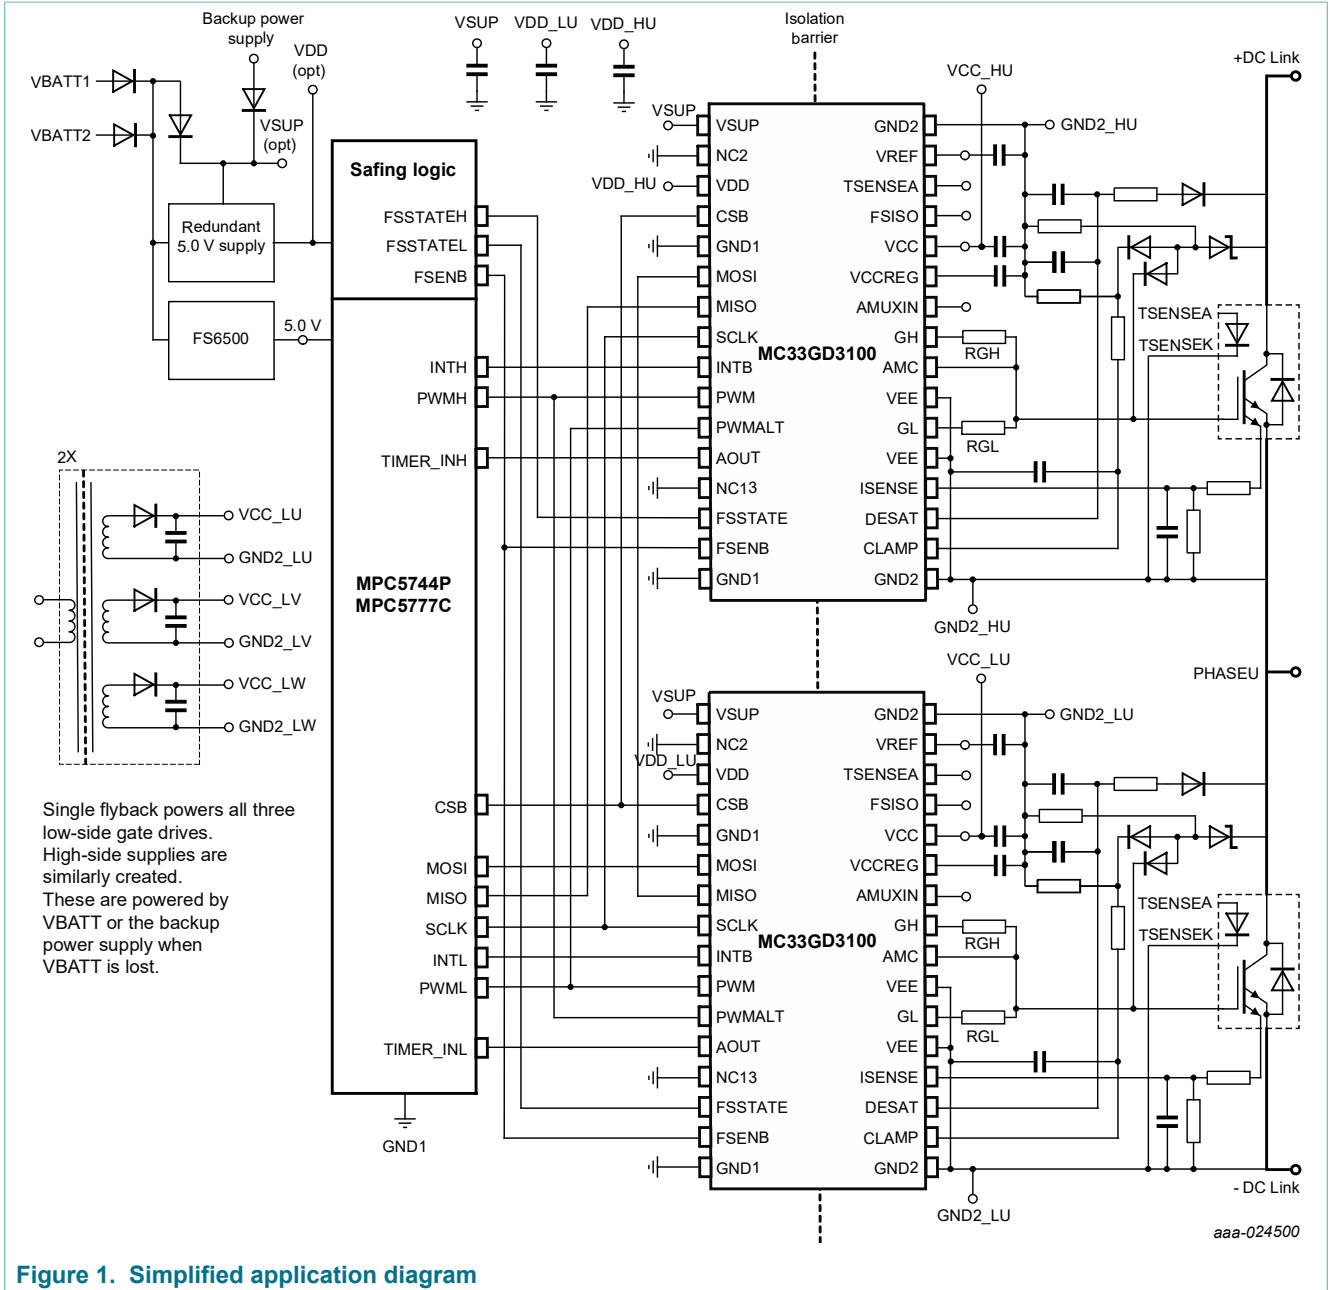 Backup power
supply
VDD
(opt)
VBATT1
VBATT2
VSUP
(opt)
Redundant
5.0 V supply
FS6500
5.0 V
VSUP
VDD_LU
VDD_HU
Isolation
barrier
VCC_HU
+DC Link
Safing logic
FSSTATEH
FSSTATEL
FSENB
INTH
PWMH
TIMER_INH
MPC5744P
MPC5777C
CSB
MOSI
MISO
SCLK
INTL
PWML
TIMER_INL
GND1
2X
VCC_LU
GND2_LU
VCC_LV
GND2_LV
VCC_LW
GND2_LW
Single flyback powers all three
low-side gate drives.
High-side supplies are
similarly created.
These are powered by
VBATT or the backup
power supply when
VBATT is lost.
VSUP
VDD_HU
VSUP
NC2
VDD
CSB
GND1
MOSI
MISO
SCLK
INTB
PWM
PWMALT
AOUT
NC13
FSSTATE
FSENB
GND1
MC33GD3100
GND2
VREF
TSENSEA
FSISO
VCC
VCCREG
AMUXIN
GH
AMC
VEE
GL
VEE
ISENSE
DESAT
CLAMP
GND2
GND2_HU
RGH
RGL
TSENSEA
TSENSEK
GND2_HU
VCC_LU
PHASEU
VSUP
VDD_LU
VSUP
NC2
VDD
CSB
GND1
MOSI
MISO
SCLK
INTB
PWM
PWMALT
AOUT
NC13
FSSTATE
FSENB
GND1
MC33GD3100
GND2
VREF
TSENSEA
FSISO
VCC
VCCREG
AMUXIN
GH
AMC
VEE
GL
VEE
ISENSE
DESAT
CLAMP
GND2
GND2_LU
RGH
RGL
TSENSEA
TSENSEK
GND2_LU
- DC Link
aaa-024500
Figure 1. Simplified application diagram